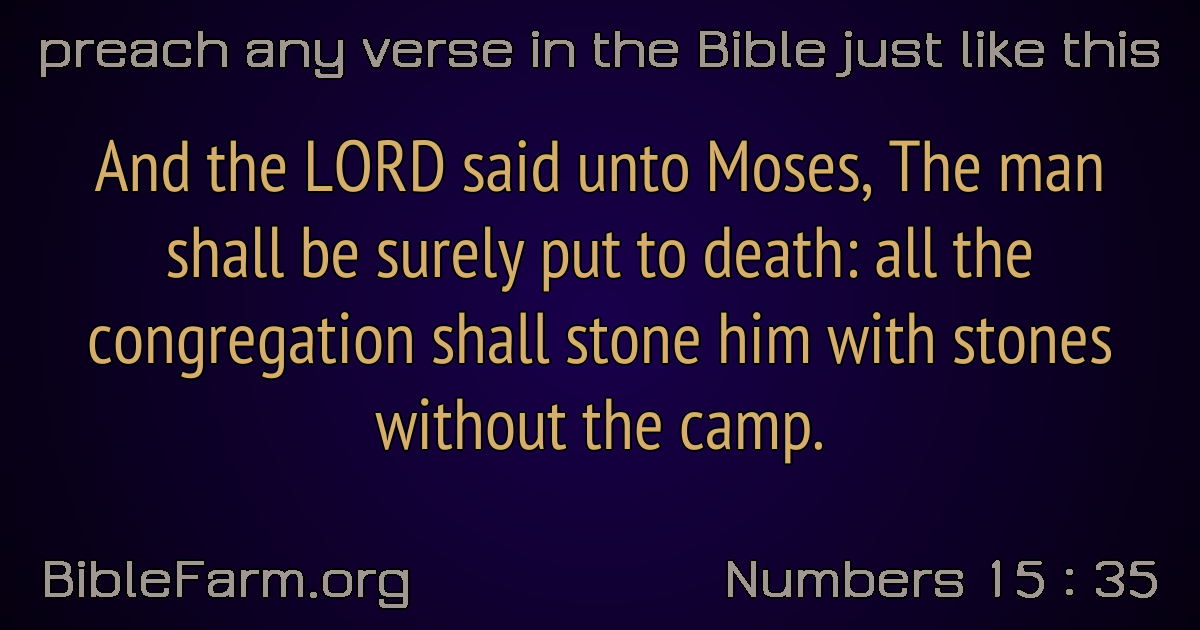 preach any verse in the Bible just like this
And the LORD said unto Moses, The man
shall be surely put to death: all the
congregation shall stone him with stones
without the camp.
BibleFarm.org
Numbers 15 : 35